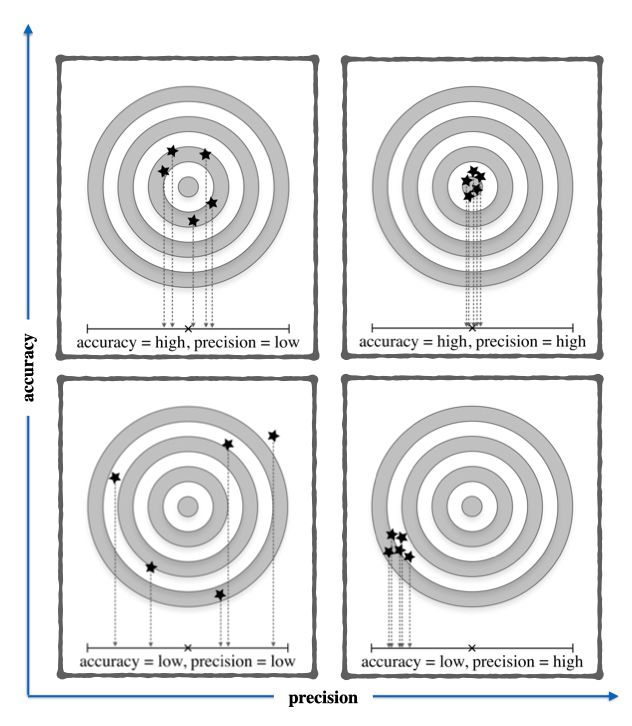 accuracy
accuracy = high, precision = low
accuracy = high, precision = high
accuracy = low, precision = low
accuracy = low, precision = high
precision